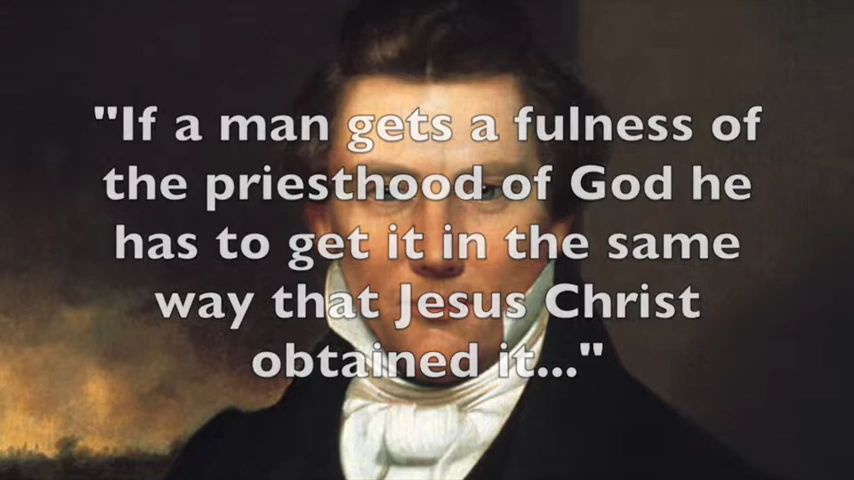 "If a man gets a fulness of
the priesthood of God he
has to get it in the same
way that Jesus Christ
obtained it..."